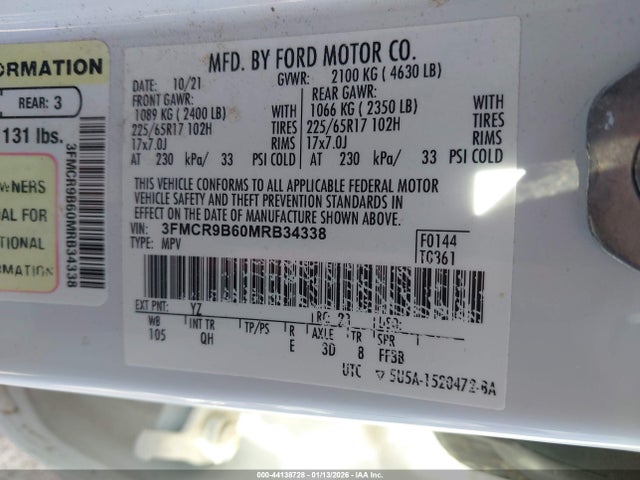 ORMATION
REAR: 3
131 lbs.
NERS
AL FOR
TIONAL
RMATION
3FMCR9B60MRB34338
MFD. BY FORD MOTOR CO.
DATE: 10/21 GVWR: 2100 KG ( 4630 LB)
FRONT GAWR: REAR GAWR:
1089 KG ( 2400 LB) WITH 1066 KG ( 2350 LB) WITH
225/65R17 102H TIRES 225/65R17 102H TIRES
17x7.0J RIMS 17x7.0J RIMS
AT 230 kPa/ 33 PSI COLD AT 230 kPa/ 33 PSI COLD
THIS VEHICLE CONFORMS TO ALL APPLICABLE FEDERAL MOTOR
VEHICLE SAFETY AND THEFT PREVENTION STANDARDS IN
EFFECT ON THE DATE OF MANUFACTURE SHOWN ABOVE.
VIN: 3FMCR9B60MRB34338
TYPE: MPV
F0144
TC361
EXT PNT: YZ RC: 23 DSO:
WB INT TR TP/PS R AXLE TR SPR
105 QH E 3D 8 FF3B
UTC ▽ 5U5A-1520472-BA
000-44138728 - 01/13/2026 - IAA Inc.